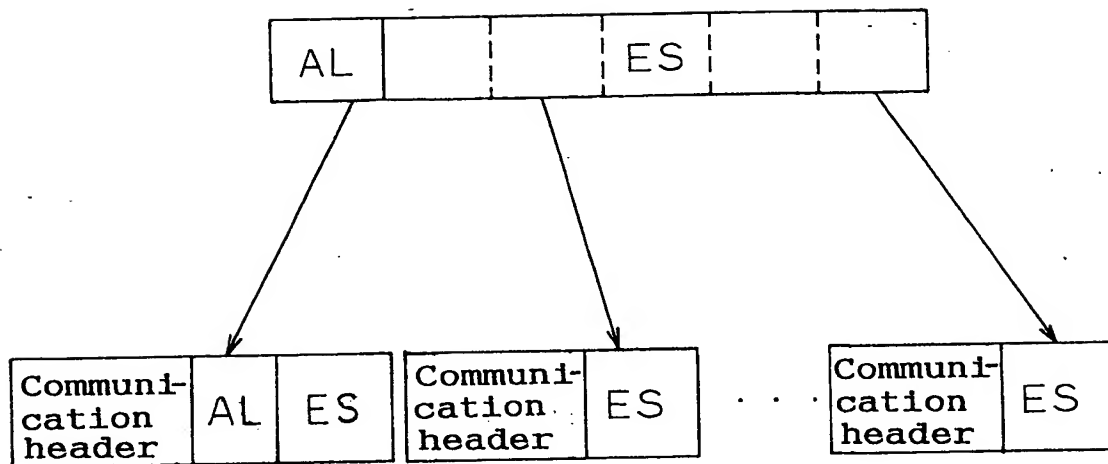 AL ES
Communi- Communi- Communi-
cation AL ES cation ES . . . cation ES
header header header